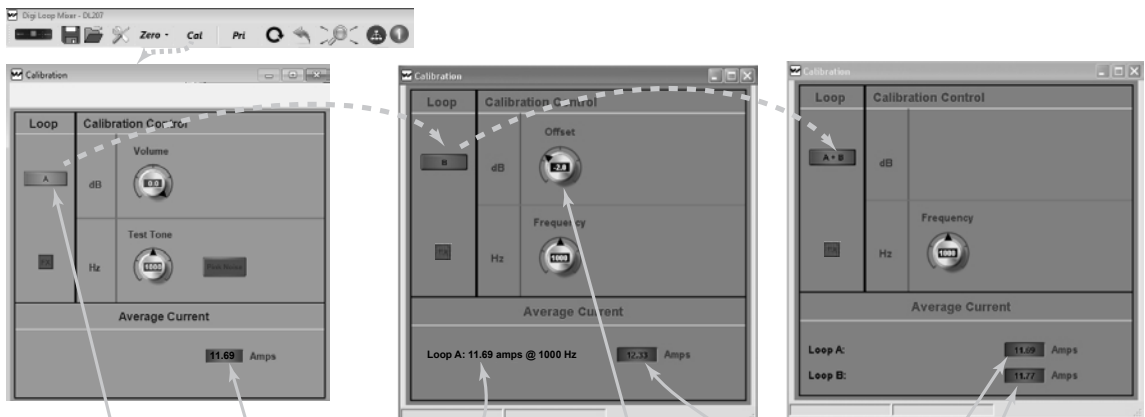 Digi Loop Miser - DL207
Zero - Cal Pri 1
Calibration
Loop Calibration Control
Volume
A dB 0.0
Test Tone
Hz 1000
Average Current
11.69 Amps
Calibration
Loop Calibration Control
Offset
B dB -2.0
Frequency
Hz 1000
Average Current
Loop A: 11.69 amps @ 1000 Hz 12.33 Amps
Calibration
Loop Calibration Control
A + B dB
Frequency
Hz 1000
Average Current
Loop A: 11.69 Amps
Loop B: 11.77 Amps